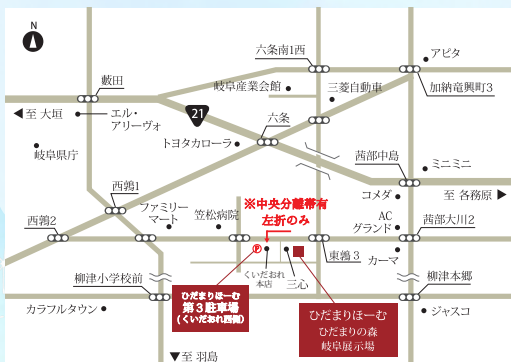 N
六条南1西
アピタ
岐阜産業会館
三菱自動車
加納竜興町3
藪田
◀至 大垣
エル・
アリーヴォ
21
六条
岐阜県庁
トヨタカローラ
茜部中島
ミニミニ
西鶉1
コメダ
至 各務原▶
ファミリー
マート
笠松病院
※中央分離帯有
左折のみ
AC
グランド
茜部大川2
西鶉2
P
くいだおれ
本店
三心
東鶉3
カーマ
柳津小学校前
ひだまりほーむ
第3駐車場
(くいだおれ西側)
ひだまりほーむ
ひだまりの森
岐阜展示場
柳津本郷
カラフルタウン
ジャスコ
▼至 羽島